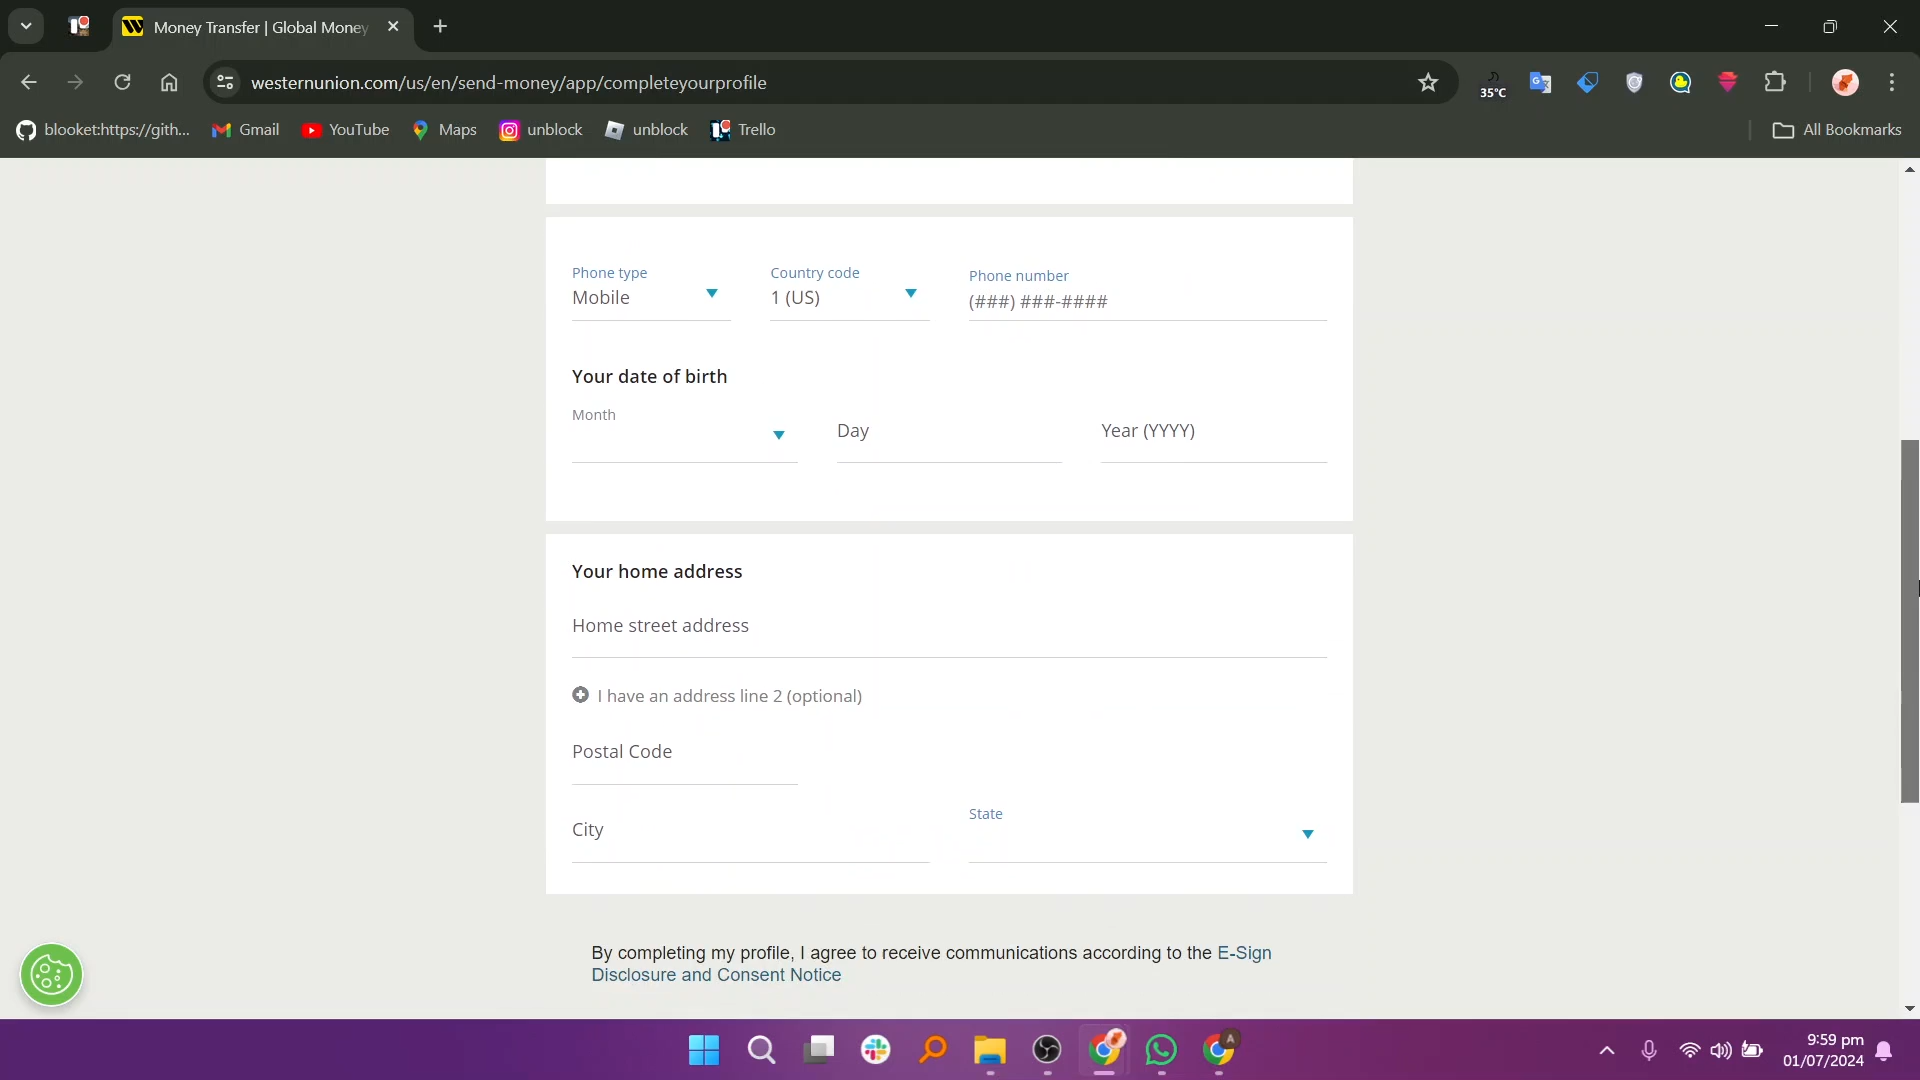 Money Transfer | Global Money
westernunion.com/us/en/send-money/app/completeyourprofile
35°C
blooket:https://gith...
Gmail
YouTube
Maps
unblock
unblock
Trello
All Bookmarks
Phone type
Country code
Phone number
Mobile
1 (US)
(###) ###-####
Your date of birth
Month
Day
Year (YYYY)
Your home address
Home street address
I have an address line 2 (optional)
Postal Code
City
State
By completing my profile, I agree to receive communications according to the E-Sign
Disclosure and Consent Notice
A
9:59 pm
01/07/2024